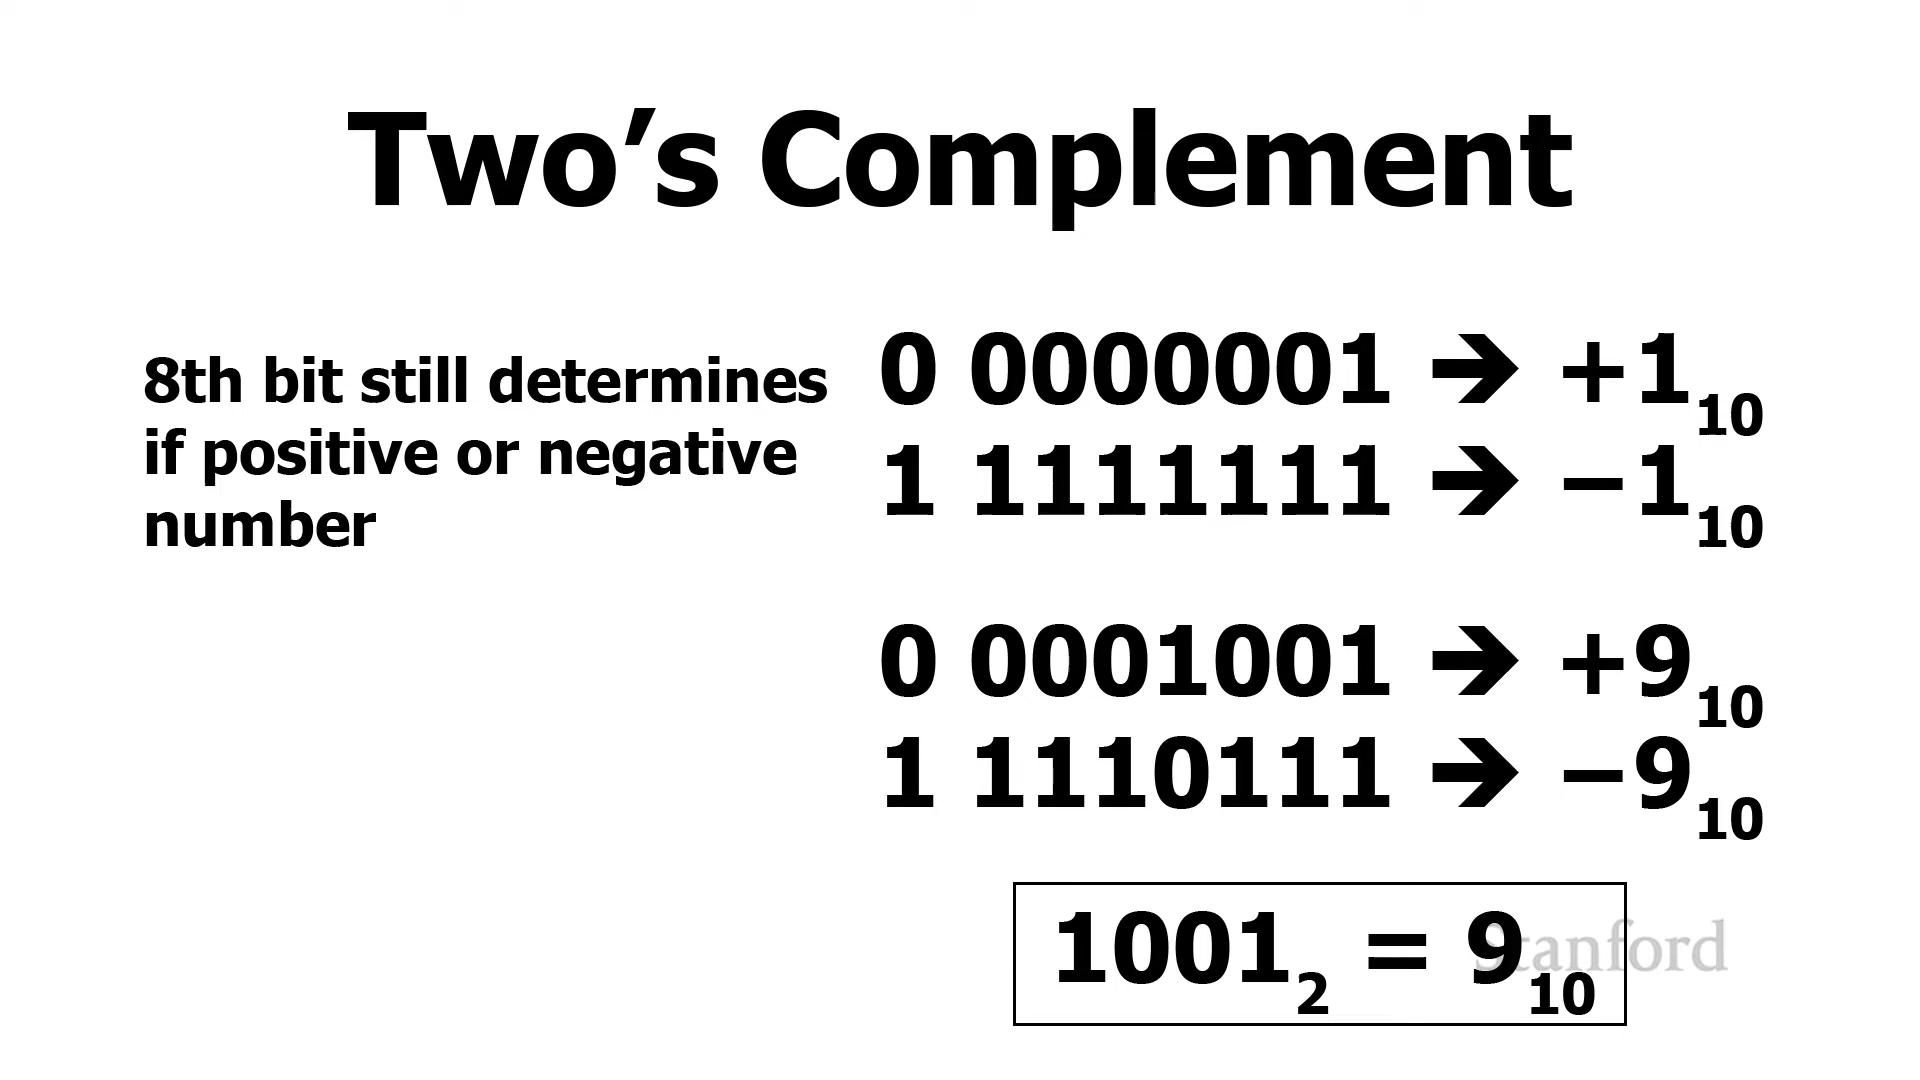 Two’s Complement
8th bit still determines
if positive or negative
number
0 0000001 ➔ +1₁₀
1 1111111 ➔ −1₁₀
0 0001001 ➔ +9₁₀
1 1110111 ➔ −9₁₀
1001₂ = 9₁₀
Stanford